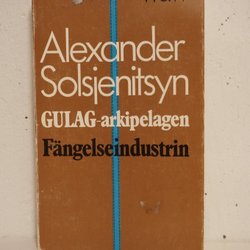 Alexander
Solsjenitsyn
GULAG-arkipelagen
Fängelseindustrin